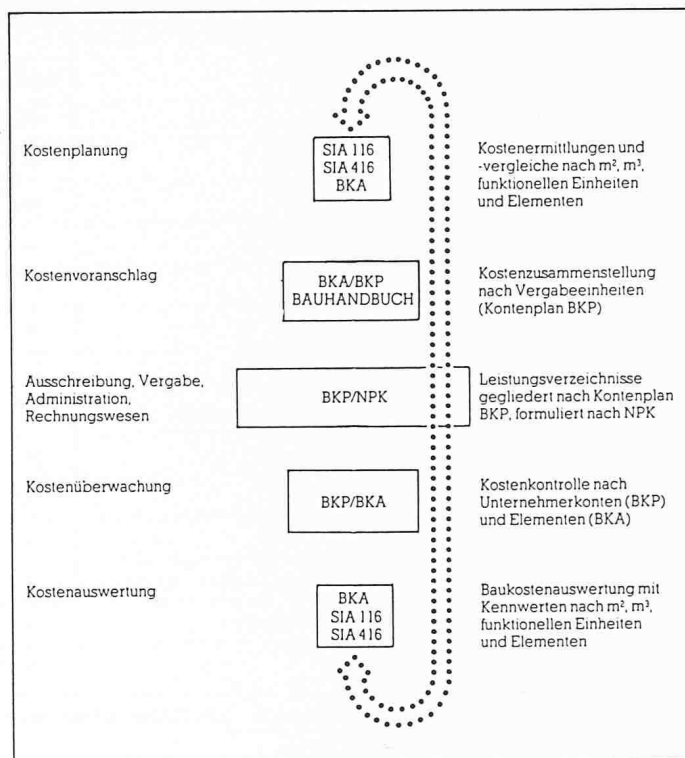 Kostenplanung
SIA 116
SIA 416
BKA
Kostenermittlungen und
-vergleiche nach m², m³,
funktionellen Einheiten
und Elementen
Kostenvoranschlag
BKA/BKP
BAUHANDBUCH
Kostenzusammenstellung
nach Vergabeeinheiten
(Kontenplan BKP)
Ausschreibung, Vergabe,
Administration,
Rechnungswesen
BKP/NPK
Leistungsverzeichnisse
gegliedert nach Kontenplan
BKP, formuliert nach NPK
Kostenüberwachung
BKP/BKA
Kostenkontrolle nach
Unternehmerkonten (BKP)
und Elementen (BKA)
Kostenauswertung
BKA
SIA 116
SIA 416
Baukostenauswertung mit
Kennwerten nach m², m³,
funktionellen Einheiten
und Elementen